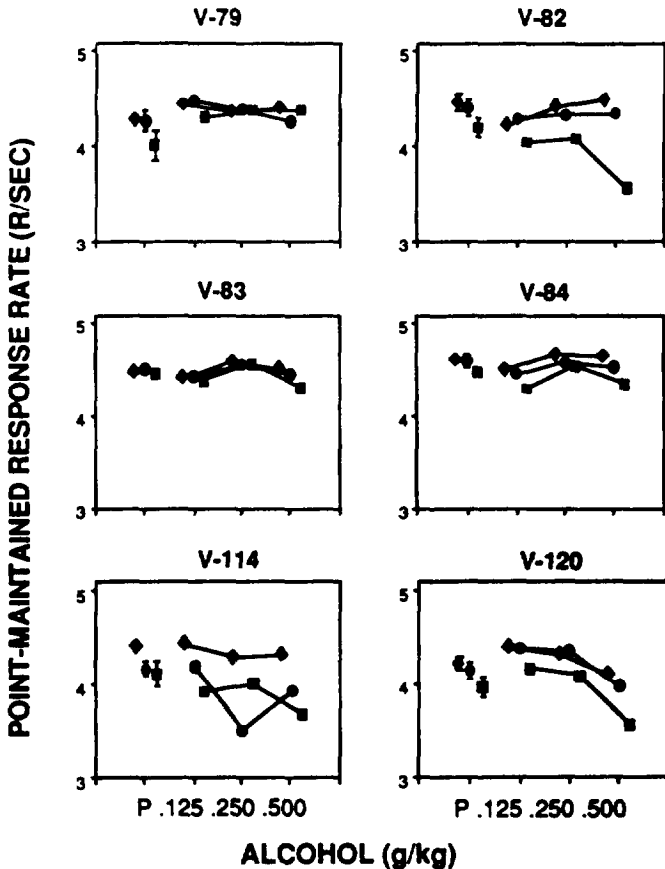 V-79
V-82
5
4
3
5
4
3
V-83
V-84
5
4
3
5
4
3
V-114
V-120
5
4
3
5
4
3
P .125 .250 .500
P .125 .250 .500
POINT-MAINTAINED RESPONSE RATE (R/SEC)
ALCOHOL (g/kg)